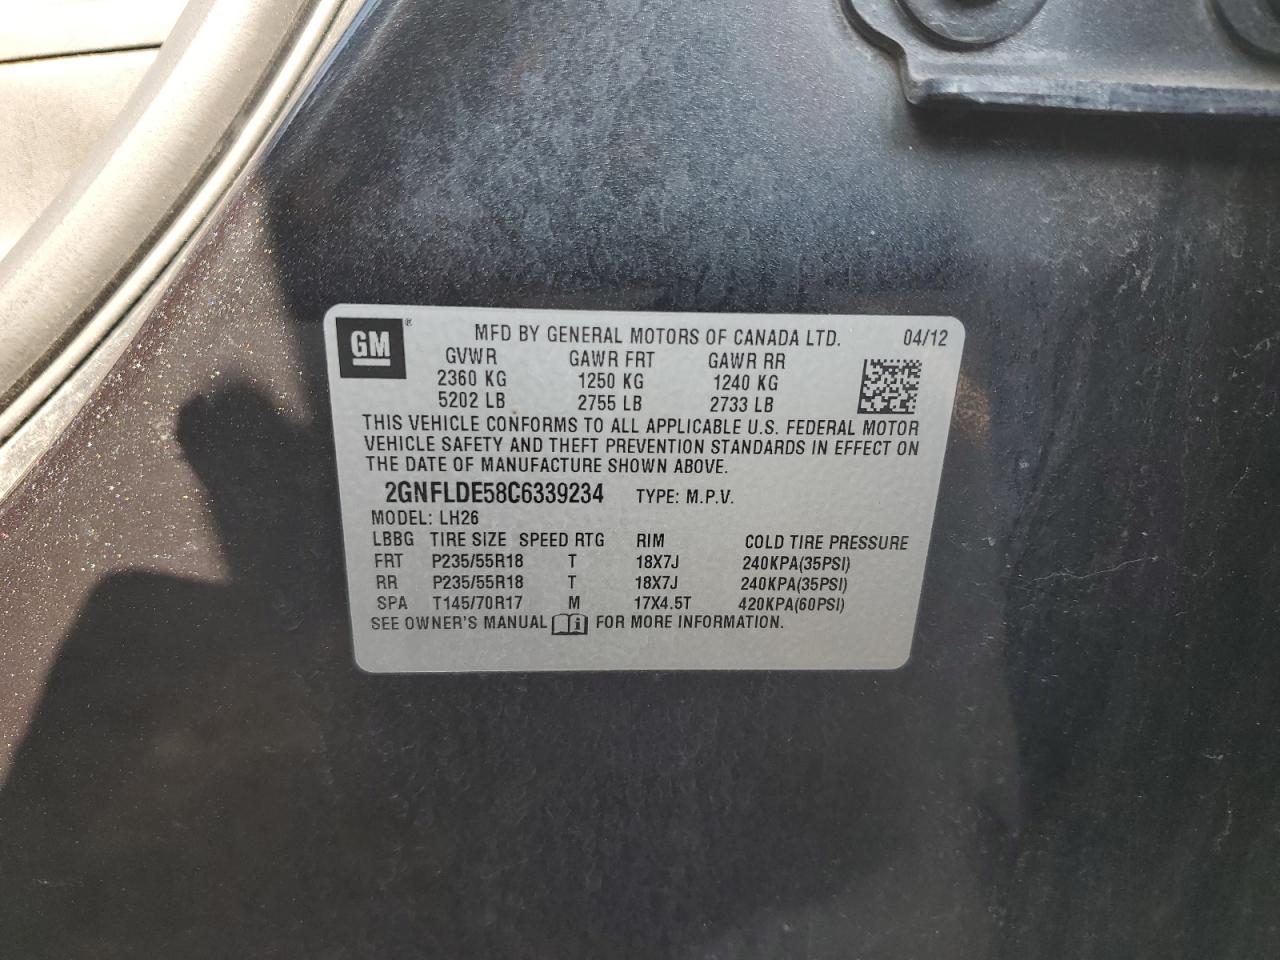 GM®
MFD BY GENERAL MOTORS OF CANADA LTD. 04/12
GVWR GAWR FRT GAWR RR
2360 KG 1250 KG 1240 KG
5202 LB 2755 LB 2733 LB
THIS VEHICLE CONFORMS TO ALL APPLICABLE U.S. FEDERAL MOTOR
VEHICLE SAFETY AND THEFT PREVENTION STANDARDS IN EFFECT ON
THE DATE OF MANUFACTURE SHOWN ABOVE.
2GNFLDE58C6339234 TYPE: M.P.V.
MODEL: LH26
LBBG TIRE SIZE SPEED RTG RIM COLD TIRE PRESSURE
FRT P235/55R18 T 18X7J 240KPA(35PSI)
RR P235/55R18 T 18X7J 240KPA(35PSI)
SPA T145/70R17 M 17X4.5T 420KPA(60PSI)
SEE OWNER'S MANUAL i FOR MORE INFORMATION.